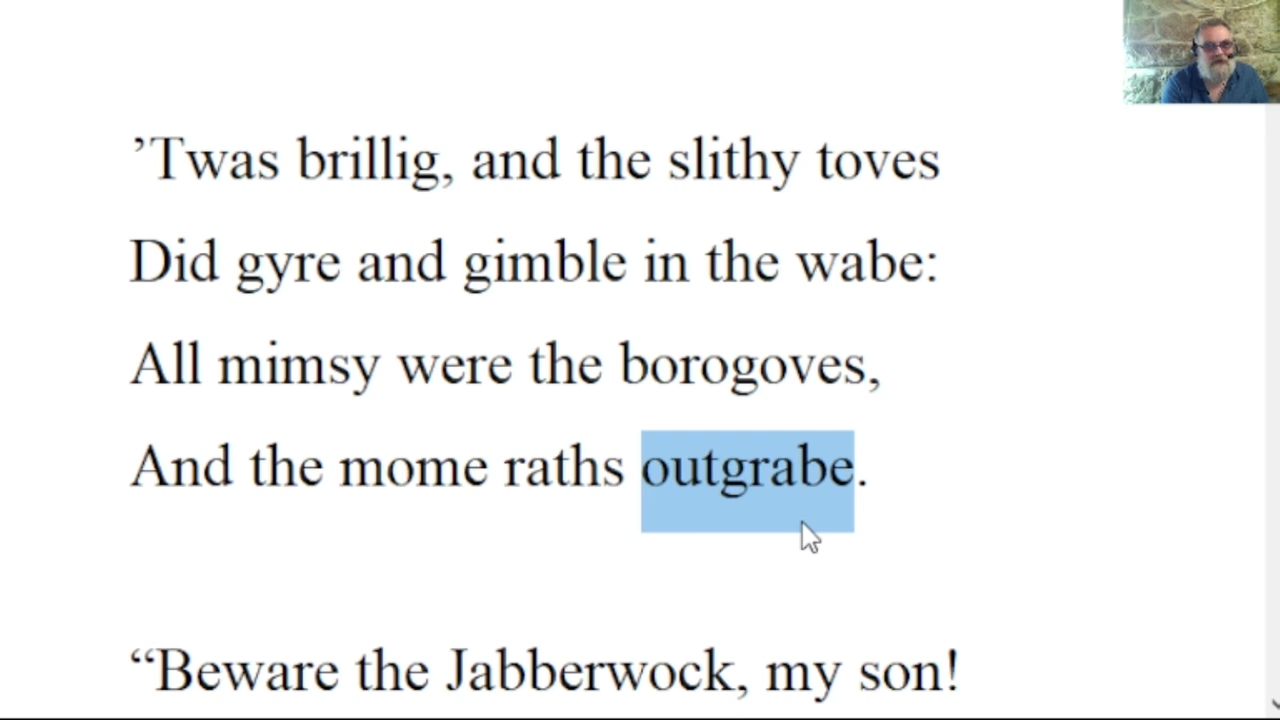 ’Twas brillig, and the slithy toves
Did gyre and gimble in the wabe:
All mimsy were the borogoves,
And the mome raths outgrabe.
“Beware the Jabberwock, my son!